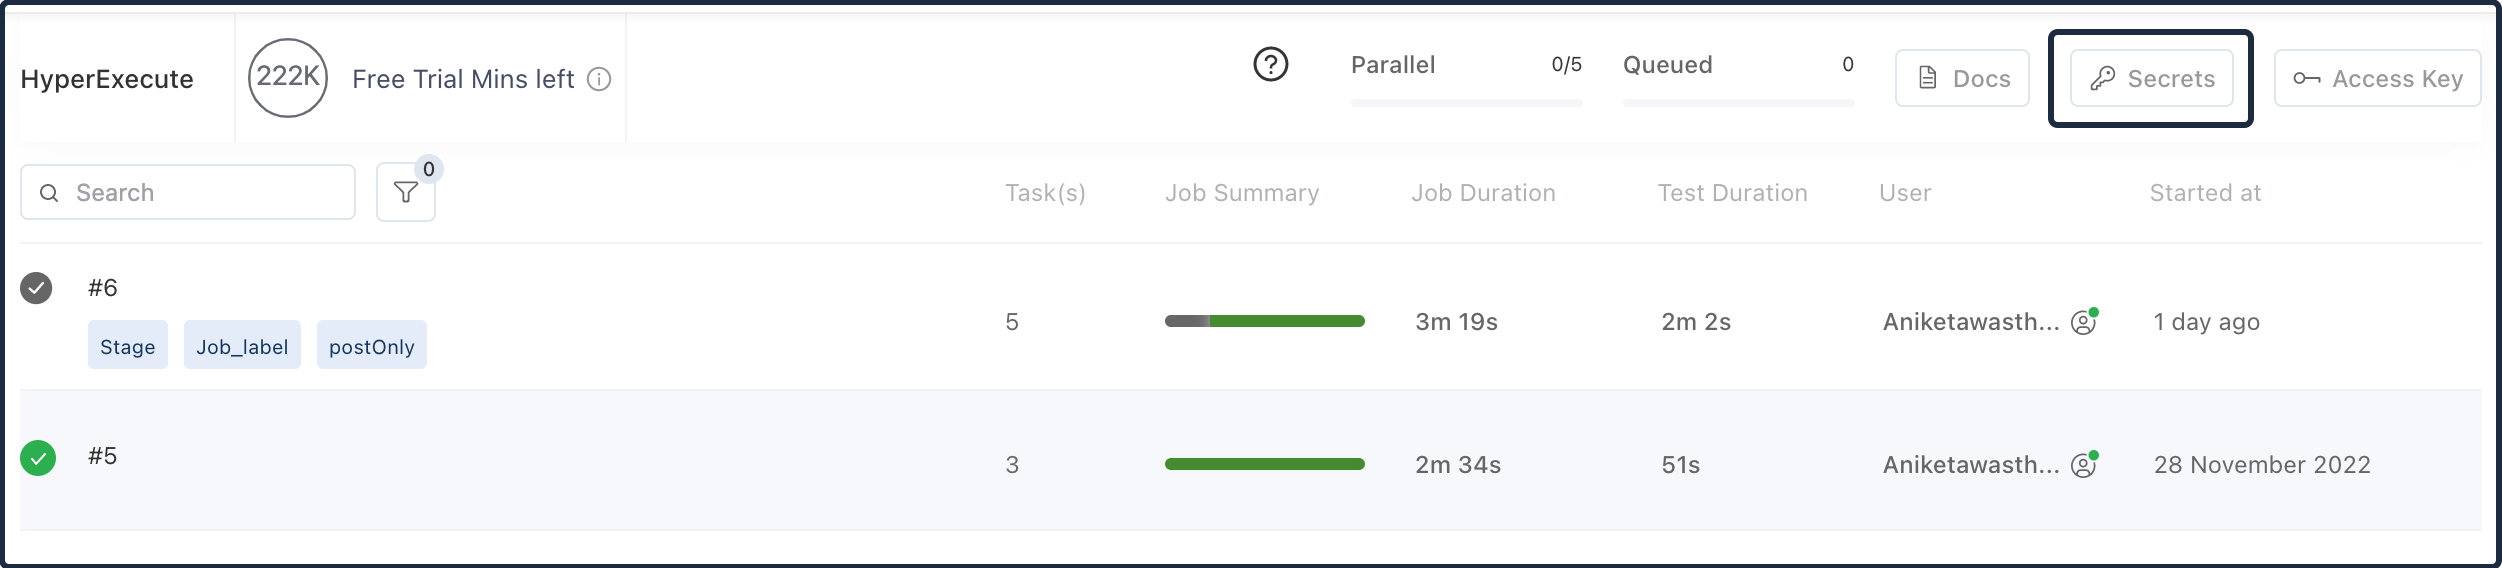 HyperExecute
222K
Free Trial Mins left
Parallel 0/5
Queued 0
Docs
Secrets
Access Key
Search
0
Task(s)
Job Summary
Job Duration
Test Duration
User
Started at
#6
Stage
Job_label
postOnly
5
3m 19s
2m 2s
Aniketawasth...
1 day ago
#5
3
2m 34s
51s
Aniketawasth...
28 November 2022